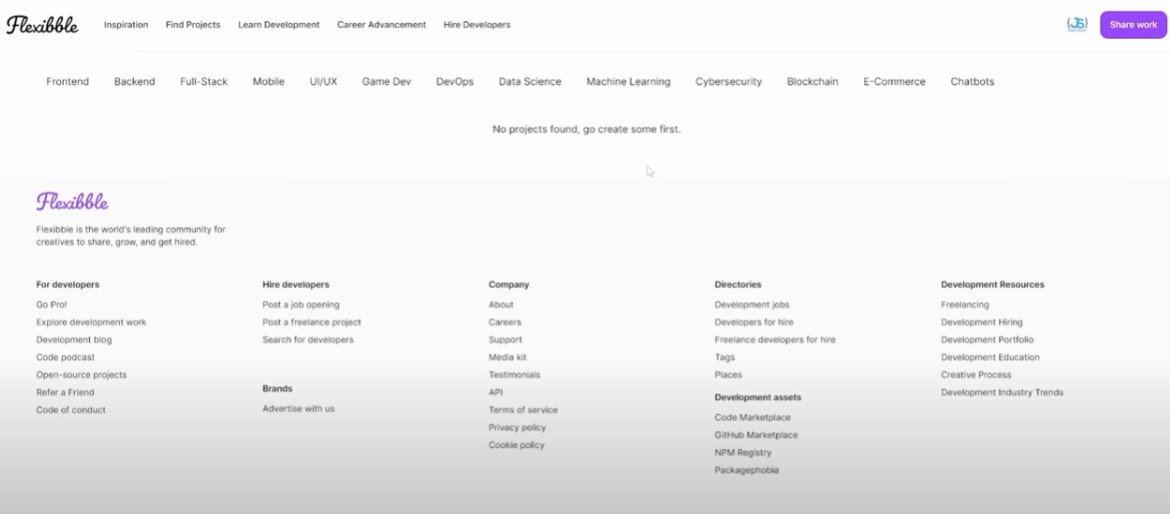 Flexibble Inspiration Find Projects Learn Development Career Advancement Hire Developers {JS} Share work
Frontend Backend Full-Stack Mobile UI/UX Game Dev DevOps Data Science Machine Learning Cybersecurity Blockchain E-Commerce Chatbots
No projects found, go create some first.
Flexibble
Flexibble is the world's leading community for
creatives to share, grow, and get hired.
For developers
Go Pro!
Explore development work
Development blog
Code podcast
Open-source projects
Refer a Friend
Code of conduct
Hire developers
Post a job opening
Post a freelance project
Search for developers
Brands
Advertise with us
Company
About
Careers
Support
Media kit
Testimonials
API
Terms of service
Privacy policy
Cookie policy
Directories
Development jobs
Developers for hire
Freelance developers for hire
Tags
Places
Development assets
Code Marketplace
GitHub Marketplace
NPM Registry
Packagephobia
Development Resources
Freelancing
Development Hiring
Development Portfolio
Development Education
Creative Process
Development Industry Trends